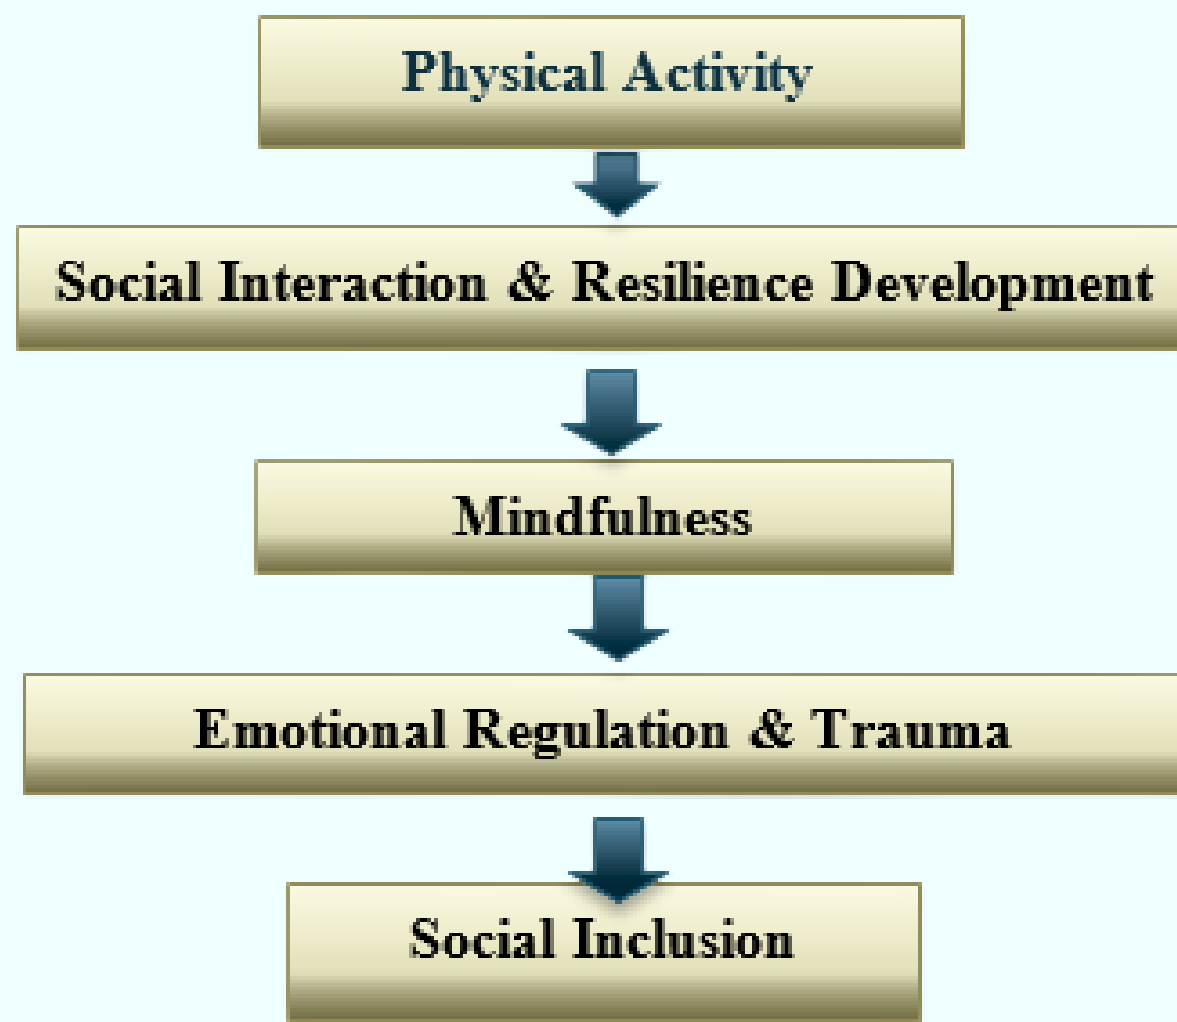 Physical Activity
Social Interaction & Resilience Development
Mindfulness
Emotional Regulation & Trauma
Social Inclusion